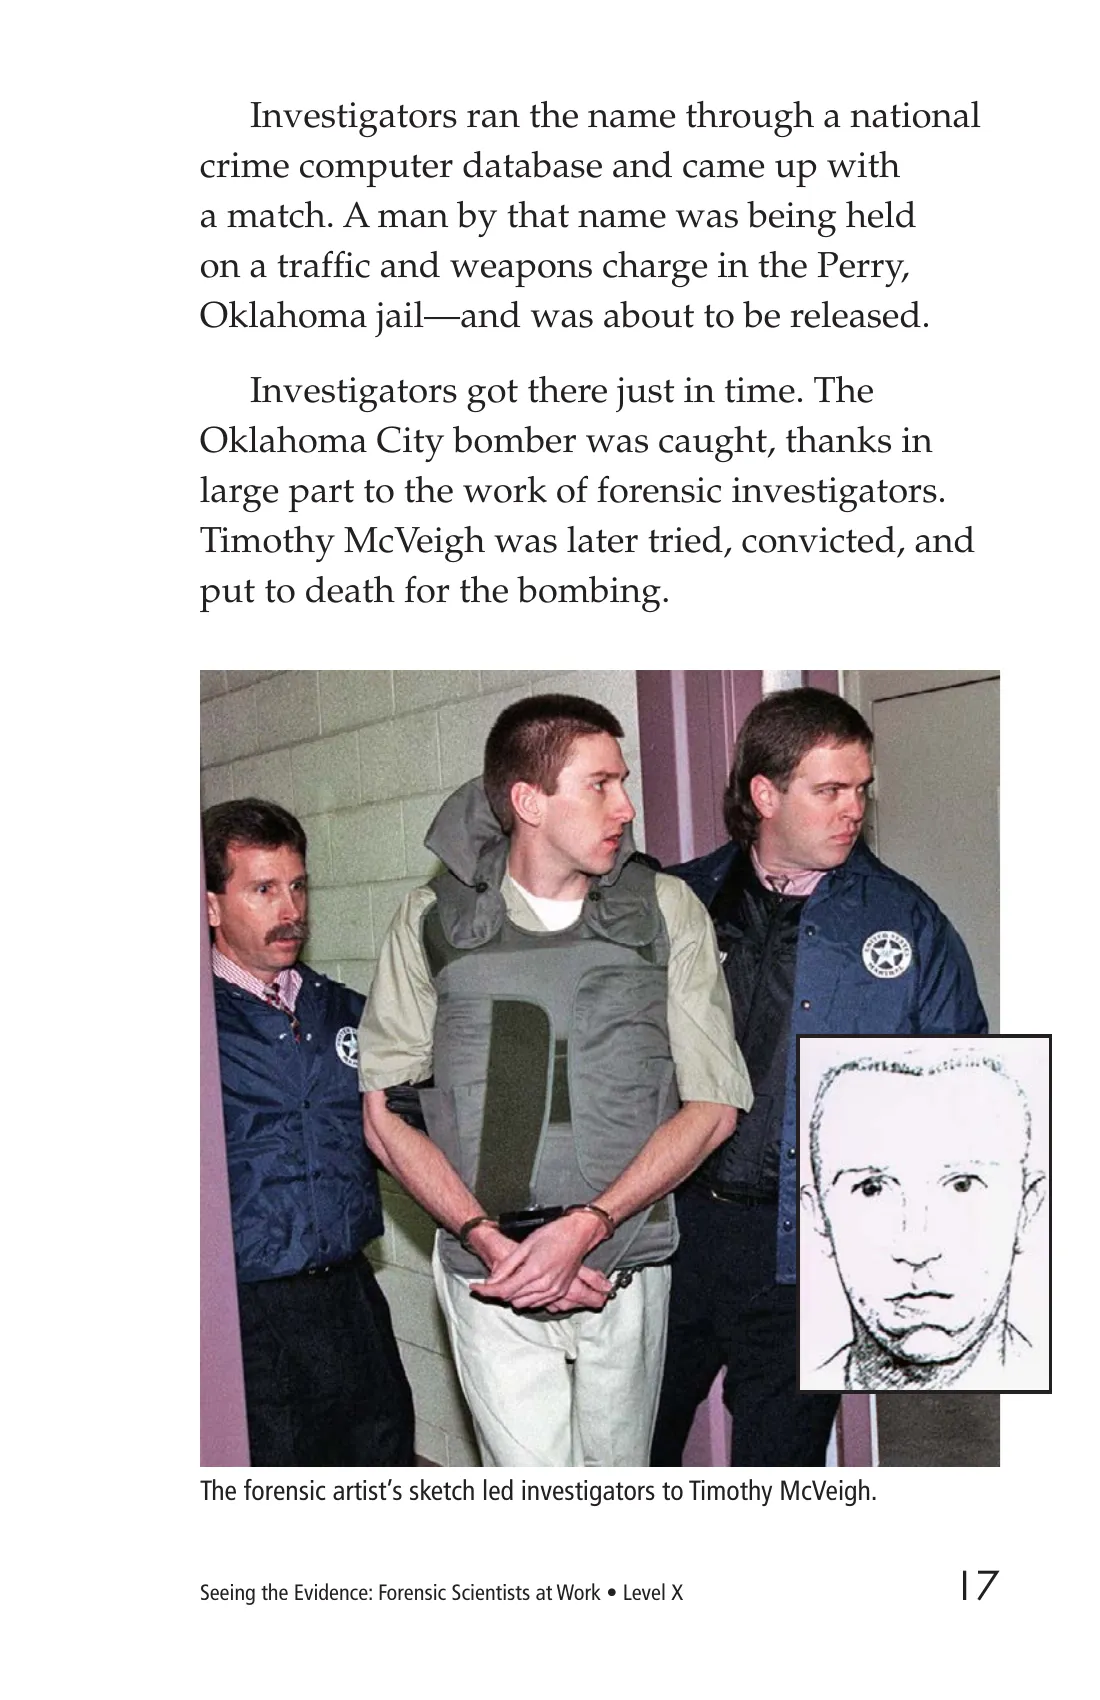 Investigators ran the name through a national
crime computer database and came up with
a match. A man by that name was being held
on a traffic and weapons charge in the Perry,
Oklahoma jail—and was about to be released.
Investigators got there just in time. The
Oklahoma City bomber was caught, thanks in
large part to the work of forensic investigators.
Timothy McVeigh was later tried, convicted, and
put to death for the bombing.
UNITED STATES
MARSHAL
The forensic artist's sketch led investigators to Timothy McVeigh.
Seeing the Evidence: Forensic Scientists at Work • Level X
17